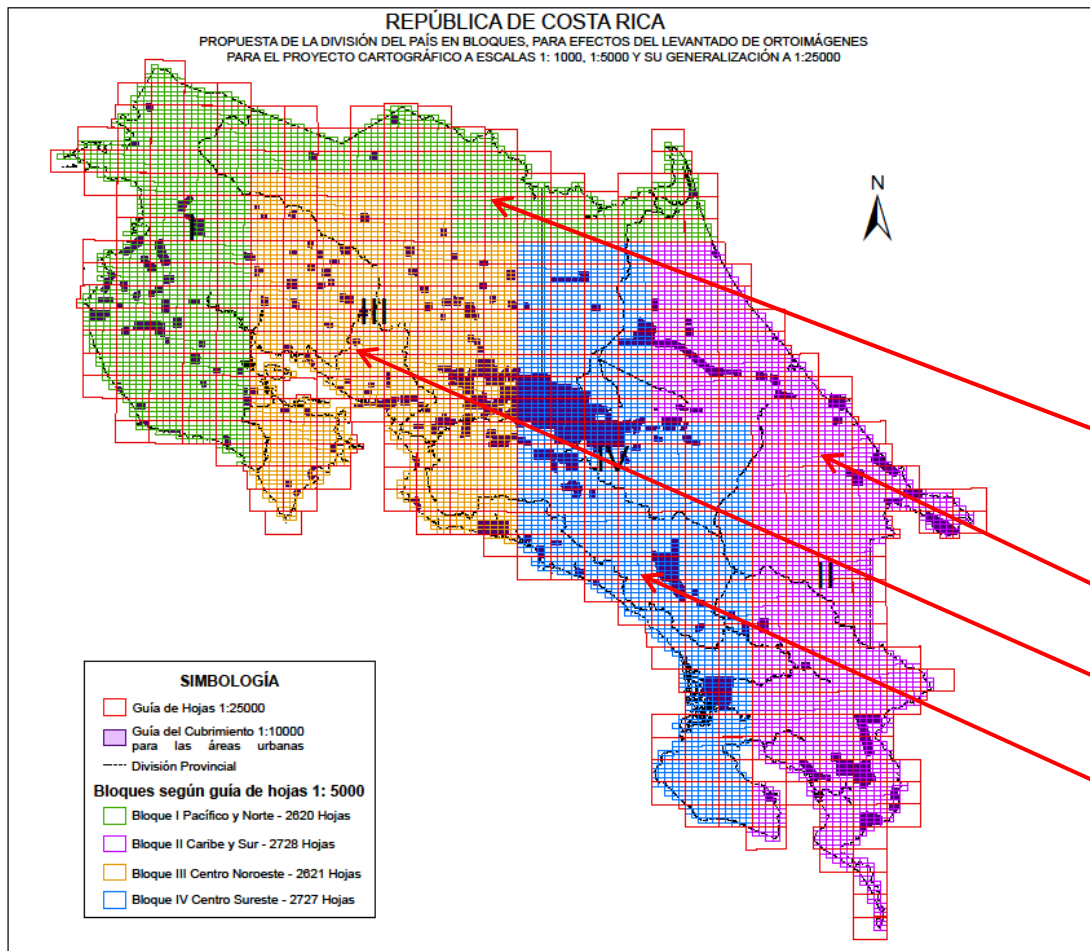 REPÚBLICA DE COSTA RICA
PROPUESTA DE LA DIVISIÓN DEL PAÍS EN BLOQUES, PARA EFECTOS DEL LEVANTADO DE ORTOIMÁGENES
PARA EL PROYECTO CARTOGRÁFICO A ESCALAS 1: 1000, 1:5000 Y SU GENERALIZACIÓN A 1:25000
N
I
III
IV
II
SIMBOLOGÍA
Guía de Hojas 1:25000
Guía del Cubrimiento 1:10000
para las áreas urbanas
División Provincial
Bloques según guía de hojas 1: 5000
Bloque I Pacífico y Norte - 2620 Hojas
Bloque II Caribe y Sur - 2728 Hojas
Bloque III Centro Noroeste - 2621 Hojas
Bloque IV Centro Sureste - 2727 Hojas